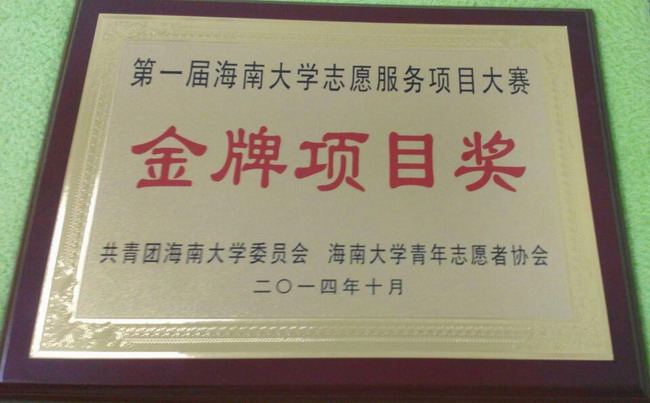 第一届海南大学志愿服务项目大赛
金牌项目奖
共青团海南大学委员会 海南大学青年志愿者协会
二〇一四年十月